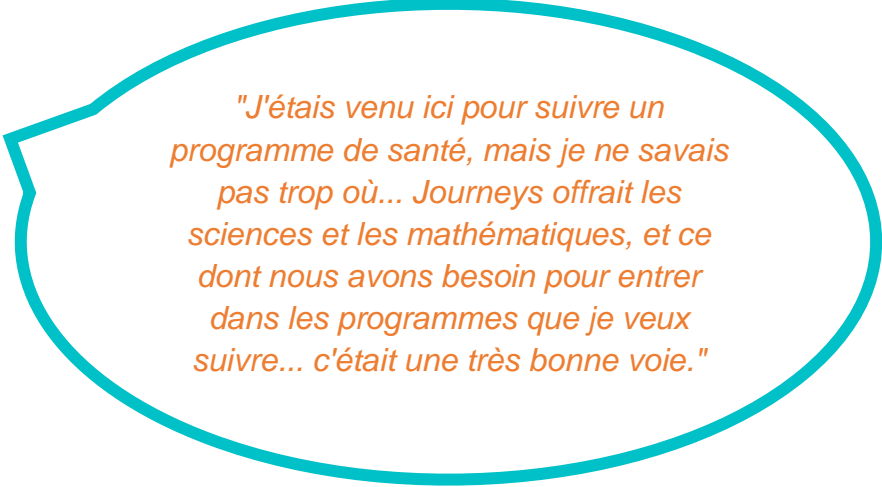 "J'étais venu ici pour suivre un
programme de santé, mais je ne savais
pas trop où... Journeys offrait les
sciences et les mathématiques, et ce
dont nous avons besoin pour entrer
dans les programmes que je veux
suivre... c'était une très bonne voie."